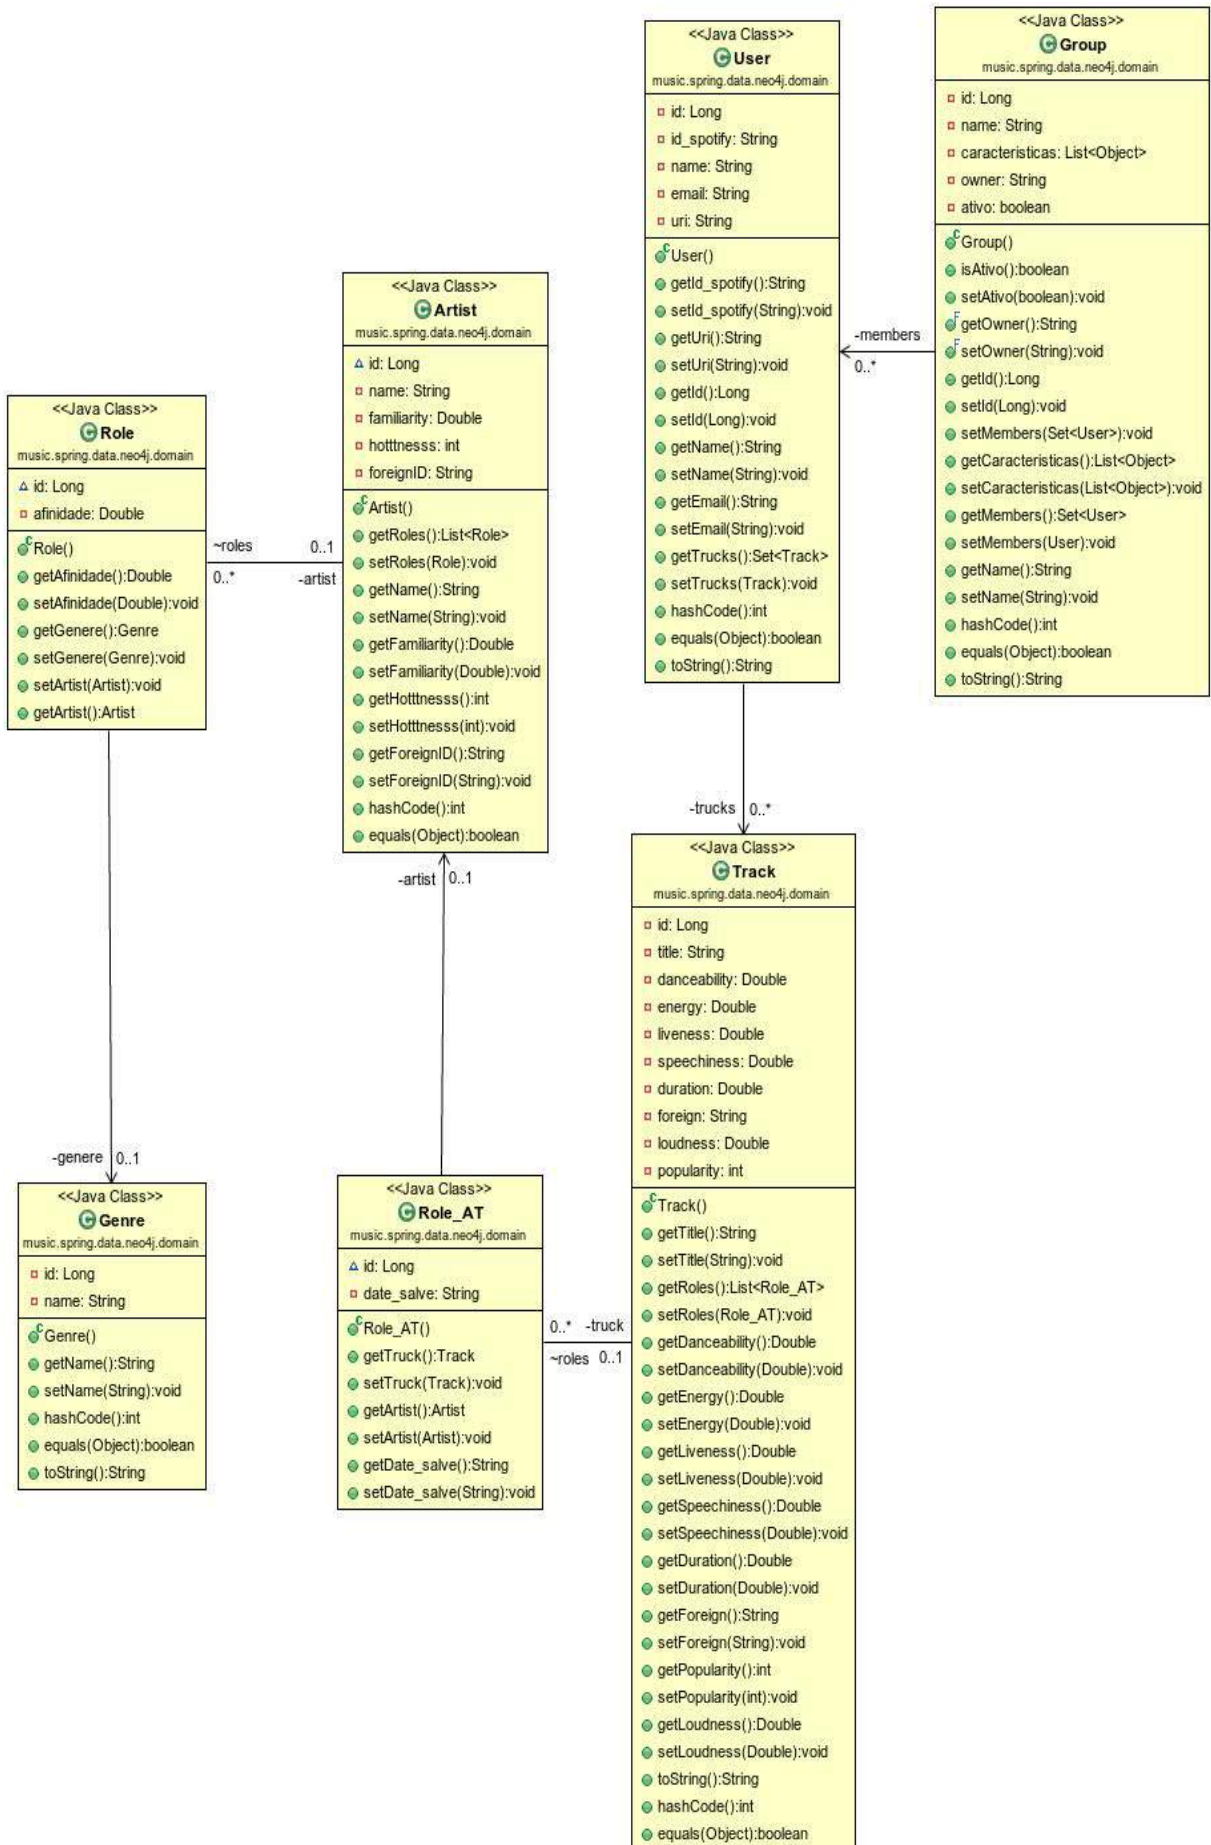 <<Java Class>>
User
music.spring.data.neo4j.domain
id: Long
id_spotify: String
name: String
email: String
uri: String
User()
getId_spotify():String
setId_spotify(String):void
getUri():String
setUri(String):void
getId():Long
setId(Long):void
getName():String
setName(String):void
getEmail():String
setEmail(String):void
getTrucks():Set<Track>
setTrucks(Track):void
hashCode():int
equals(Object):boolean
toString():String
<<Java Class>>
Group
music.spring.data.neo4j.domain
id: Long
name: String
caracteristicas: List<Object>
owner: String
ativo: boolean
Group()
isAtivo():boolean
setAtivo(boolean):void
getOwner():String
setOwner(String):void
getId():Long
setId(Long):void
setMembers(Set<User>):void
getCaracteristicas():List<Object>
setCaracteristicas(List<Object>):void
getMembers():Set<User>
setMembers(User):void
getName():String
setName(String):void
hashCode():int
equals(Object):boolean
toString():String
-members
0..*
<<Java Class>>
Artist
music.spring.data.neo4j.domain
id: Long
name: String
familiarity: Double
hotttnesss: int
foreignID: String
Artist()
getRoles():List<Role>
setRoles(Role):void
getName():String
setName(String):void
getFamiliarity():Double
setFamiliarity(Double):void
getHotttnesss():int
setHotttnesss(int):void
getForeignID():String
setForeignID(String):void
hashCode():int
equals(Object):boolean
<<Java Class>>
Role
music.spring.data.neo4j.domain
id: Long
afinidade: Double
Role()
getAfinidade():Double
setAfinidade(Double):void
getGenere():Genre
setGenere(Genre):void
setArtist(Artist):void
getArtist():Artist
~roles 0..1
0..* -artist
-trucks 0..*
-artist 0..1
-genere 0..1
<<Java Class>>
Genre
music.spring.data.neo4j.domain
id: Long
name: String
Genre()
getName():String
setName(String):void
hashCode():int
equals(Object):boolean
toString():String
<<Java Class>>
Role_AT
music.spring.data.neo4j.domain
id: Long
date_salve: String
Role_AT()
getTruck():Track
setTruck(Track):void
getArtist():Artist
setArtist(Artist):void
getDate_salve():String
setDate_salve(String):void
0..* -truck
~roles 0..1
<<Java Class>>
Track
music.spring.data.neo4j.domain
id: Long
title: String
danceability: Double
energy: Double
liveness: Double
speechiness: Double
duration: Double
foreign: String
loudness: Double
popularity: int
Track()
getTitle():String
setTitle(String):void
getRoles():List<Role_AT>
setRoles(Role_AT):void
getDanceability():Double
setDanceability(Double):void
getEnergy():Double
setEnergy(Double):void
getLiveness():Double
setLiveness(Double):void
getSpeechiness():Double
setSpeechiness(Double):void
getDuration():Double
setDuration(Double):void
getForeign():String
setForeign(String):void
getPopularity():int
setPopularity(int):void
getLoudness():Double
setLoudness(Double):void
toString():String
hashCode():int
equals(Object):boolean